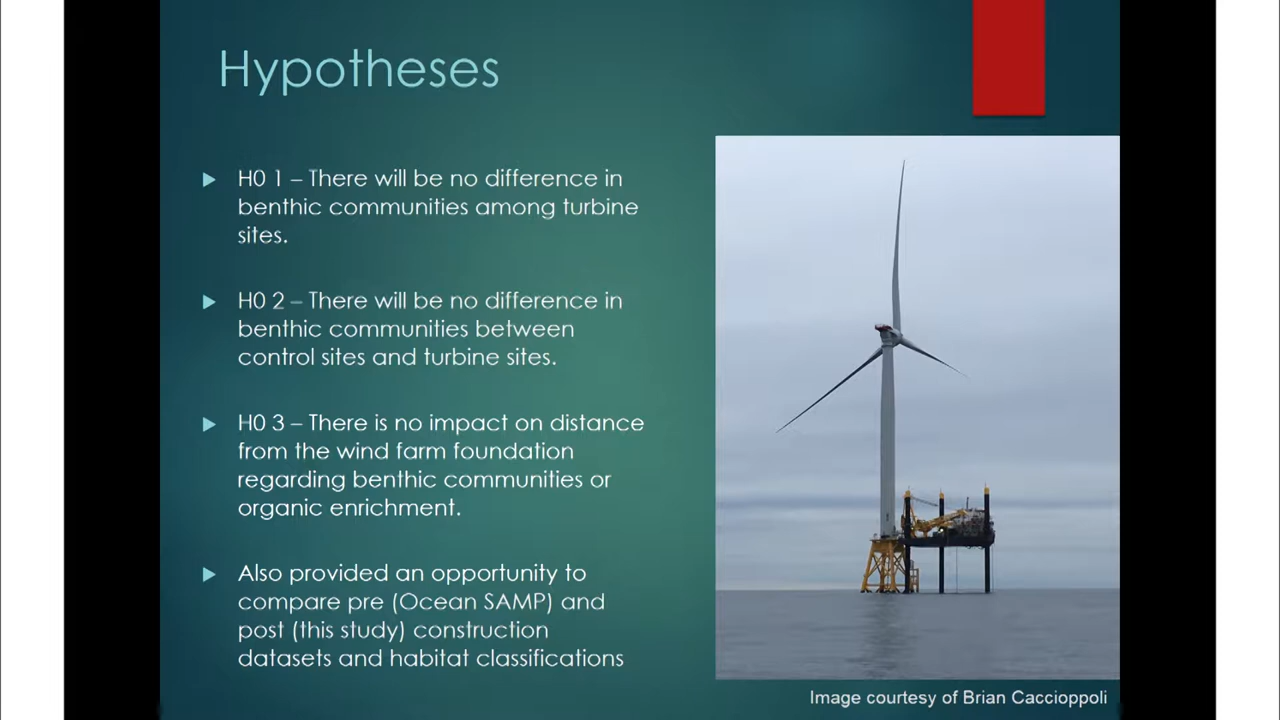 Hypotheses
H0 1 – There will be no difference in
benthic communities among turbine
sites.
H0 2 – There will be no difference in
benthic communities between
control sites and turbine sites.
H0 3 – There is no impact on distance
from the wind farm foundation
regarding benthic communities or
organic enrichment.
Also provided an opportunity to
compare pre (Ocean SAMP) and
post (this study) construction
datasets and habitat classifications
Image courtesy of Brian Caccioppoli